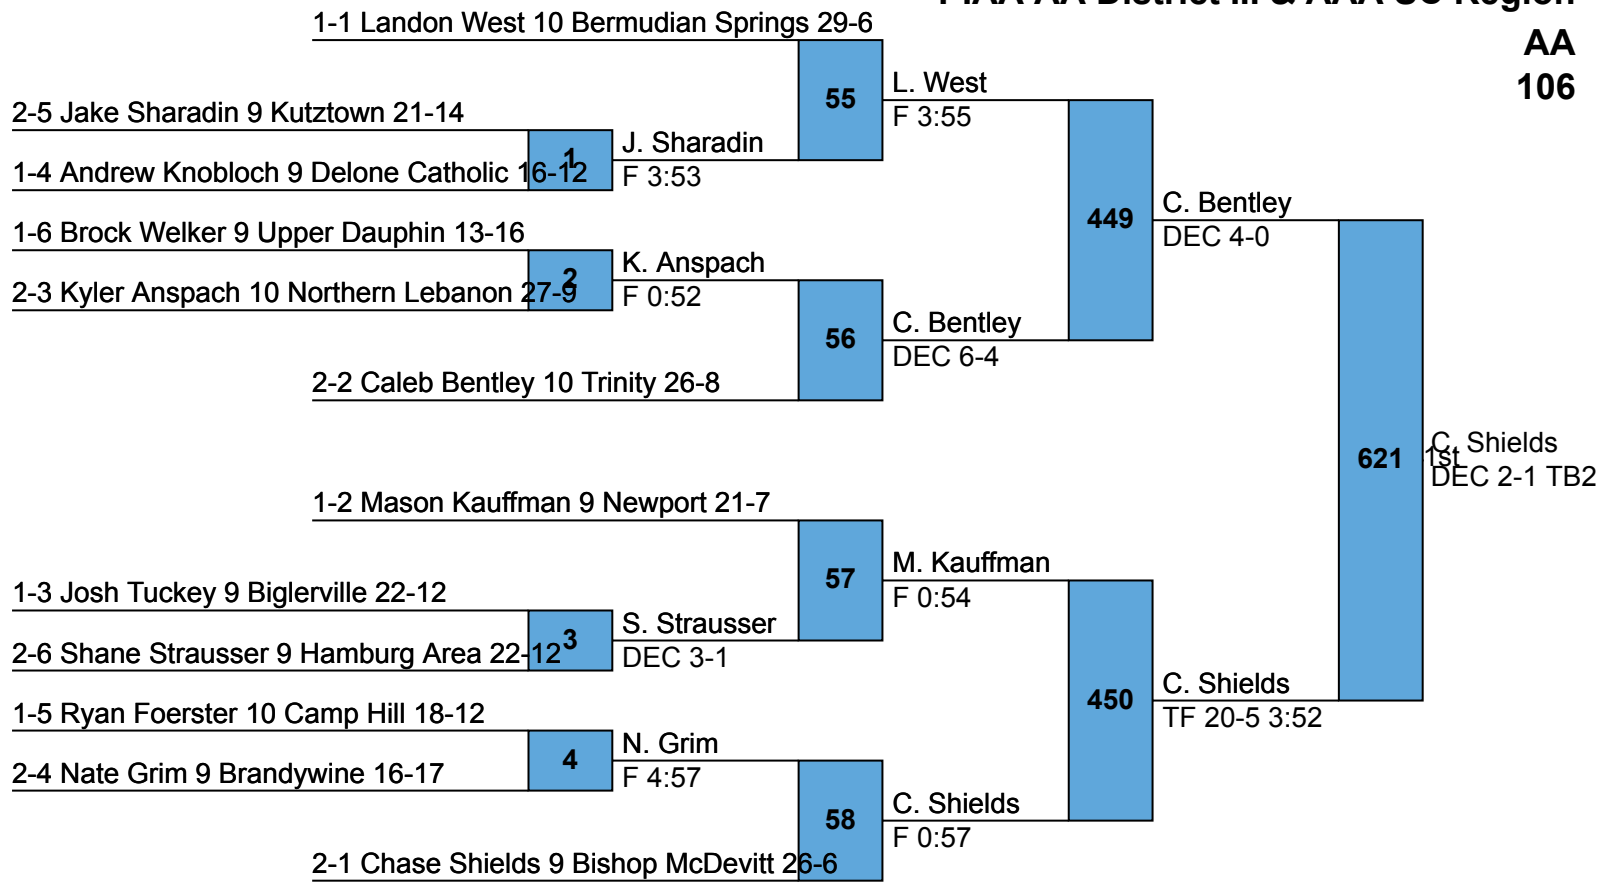 AA
106
1-1 Landon West 10 Bermudian Springs 29-6
55
L. West
F 3:55
2-5 Jake Sharadin 9 Kutztown 21-14
1
J. Sharadin
F 3:53
1-4 Andrew Knobloch 9 Delone Catholic 16-12
449
C. Bentley
DEC 4-0
1-6 Brock Welker 9 Upper Dauphin 13-16
2
K. Anspach
F 0:52
2-3 Kyler Anspach 10 Northern Lebanon 27-9
56
C. Bentley
DEC 6-4
2-2 Caleb Bentley 10 Trinity 26-8
621
C. Shields
1st
DEC 2-1 TB2
1-2 Mason Kauffman 9 Newport 21-7
57
M. Kauffman
F 0:54
1-3 Josh Tuckey 9 Biglerville 22-12
3
S. Strausser
DEC 3-1
2-6 Shane Strausser 9 Hamburg Area 22-12
450
C. Shields
TF 20-5 3:52
1-5 Ryan Foerster 10 Camp Hill 18-12
4
N. Grim
F 4:57
2-4 Nate Grim 9 Brandywine 16-17
58
C. Shields
F 0:57
2-1 Chase Shields 9 Bishop McDevitt 26-6